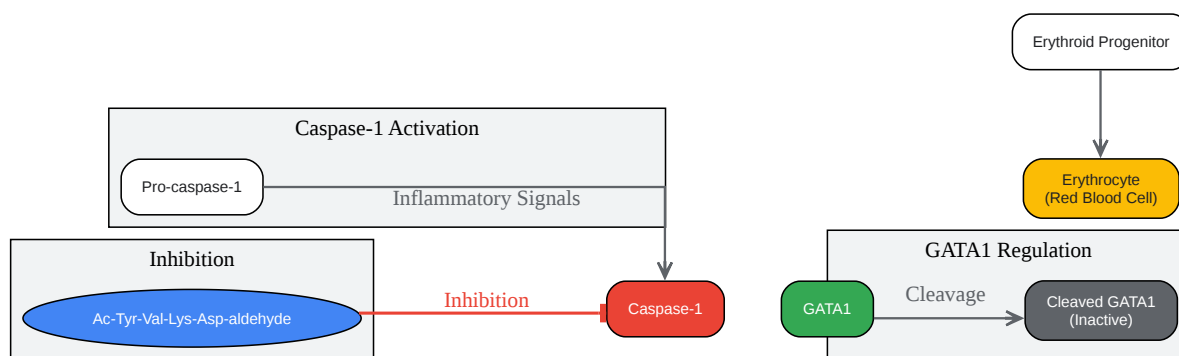 Erythroid Progenitor
Caspase-1 Activation
Pro-caspase-1
Inflammatory Signals
Erythrocyte
(Red Blood Cell)
Inhibition
GATA1 Regulation
Ac-Tyr-Val-Lys-Asp-aldehyde
Inhibition
Caspase-1
GATA1
Cleavage
Cleaved GATA1
(Inactive)